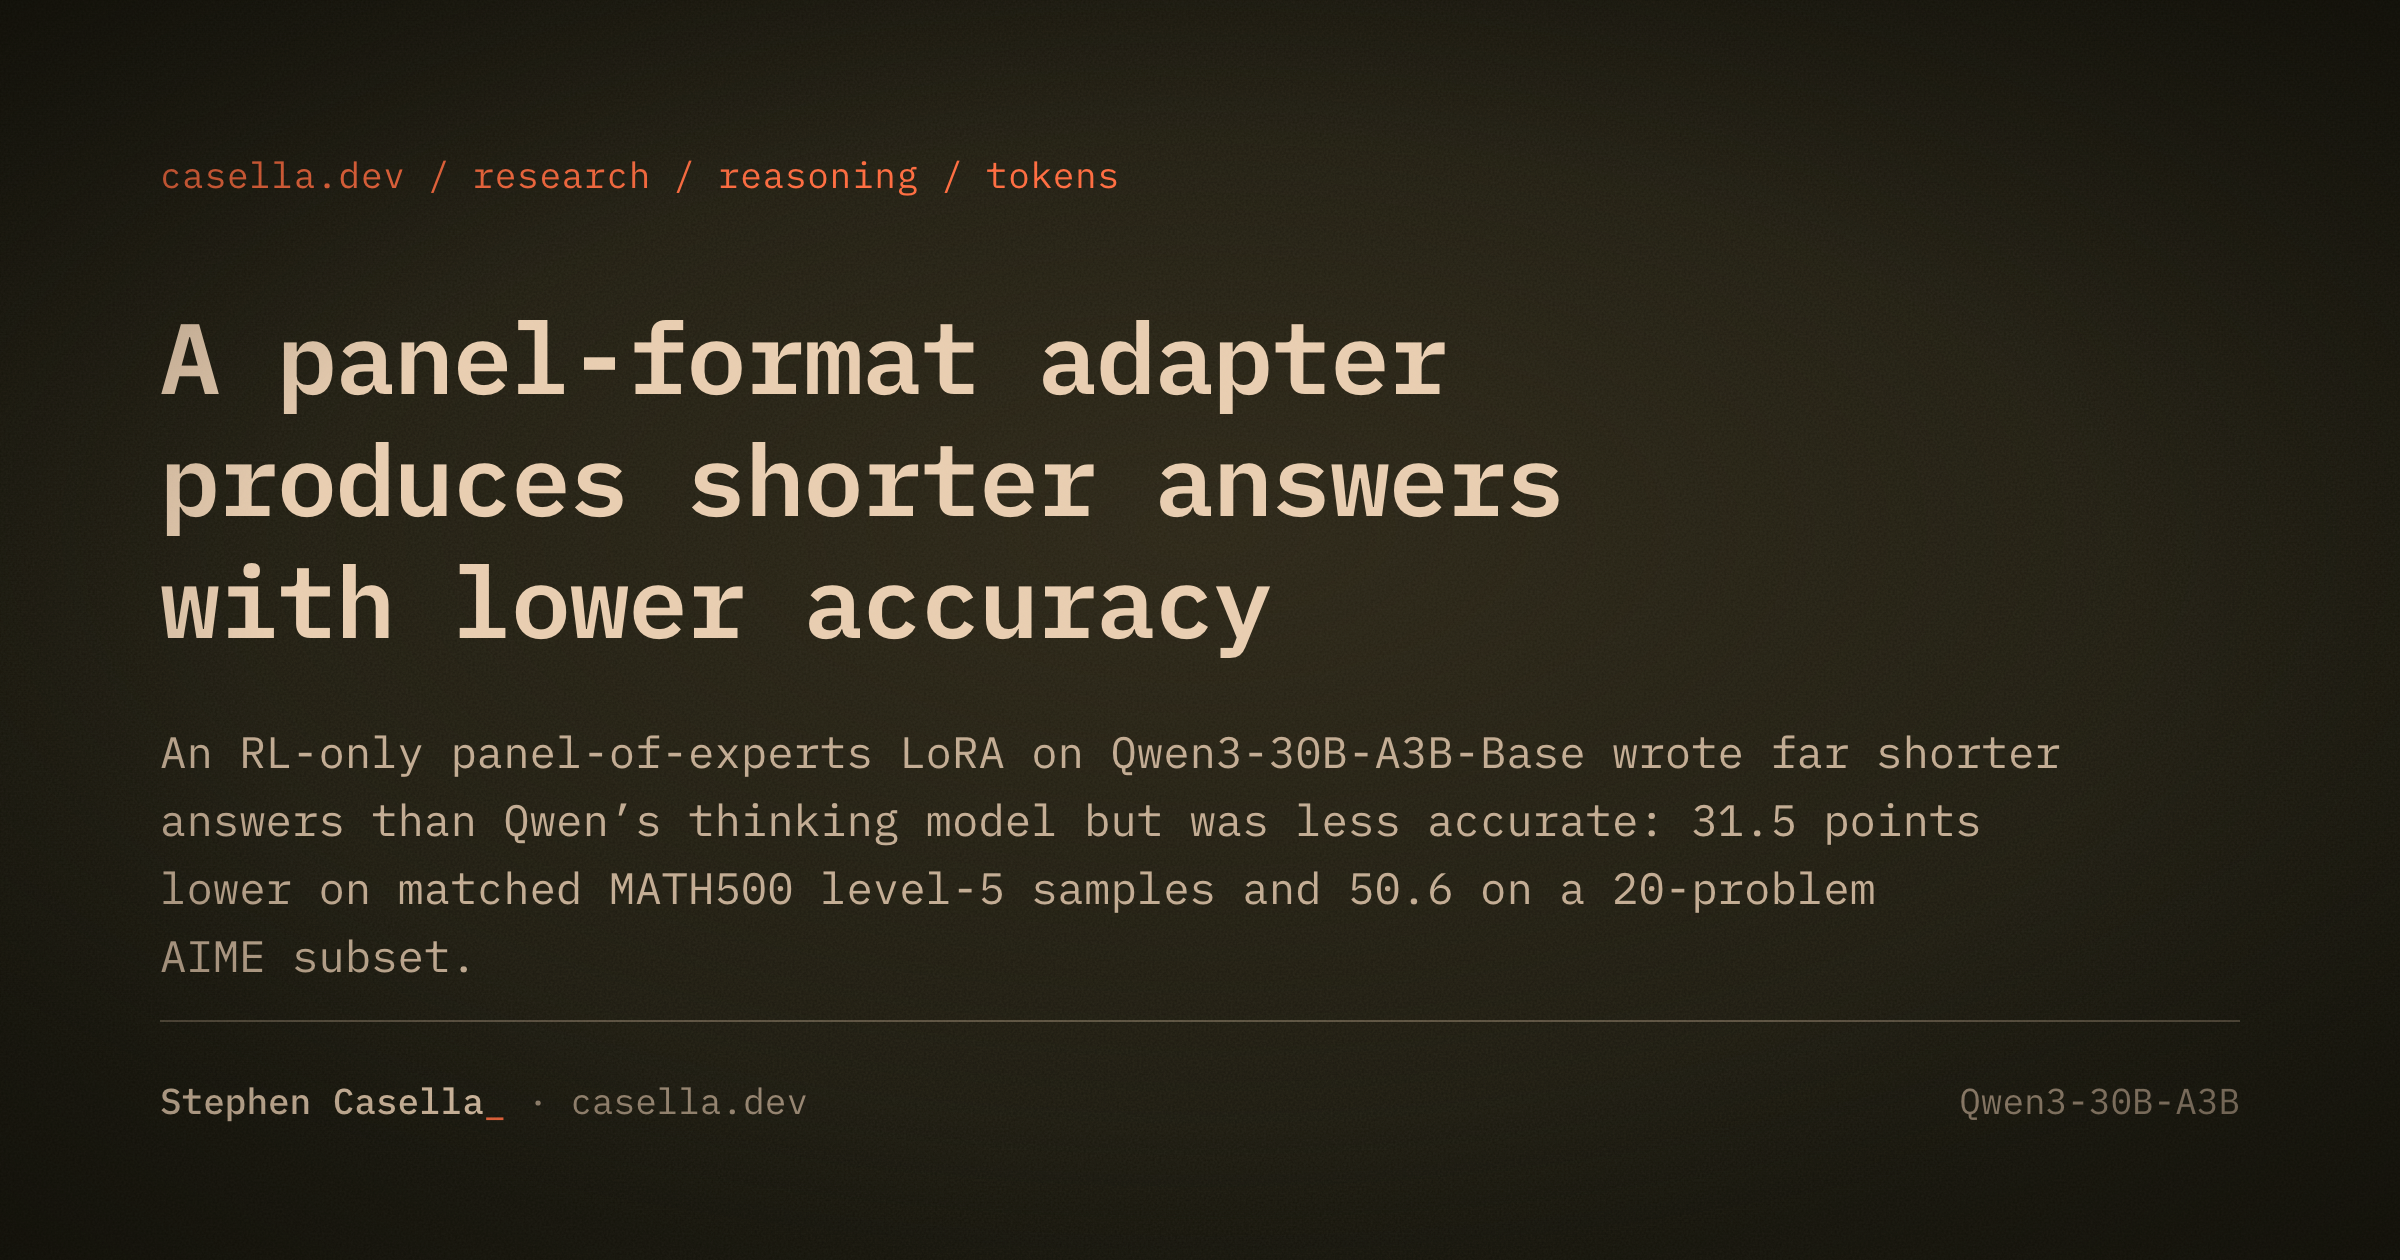 casella.dev / research / reasoning / tokens
A panel-format adapter
produces shorter answers
with lower accuracy
An RL-only panel-of-experts LoRA on Qwen3-30B-A3B-Base wrote far shorter
answers than Qwen’s thinking model but was less accurate: 31.5 points
lower on matched MATH500 level-5 samples and 50.6 on a 20-problem
AIME subset.
Stephen Casella_ · casella.dev
Qwen3-30B-A3B